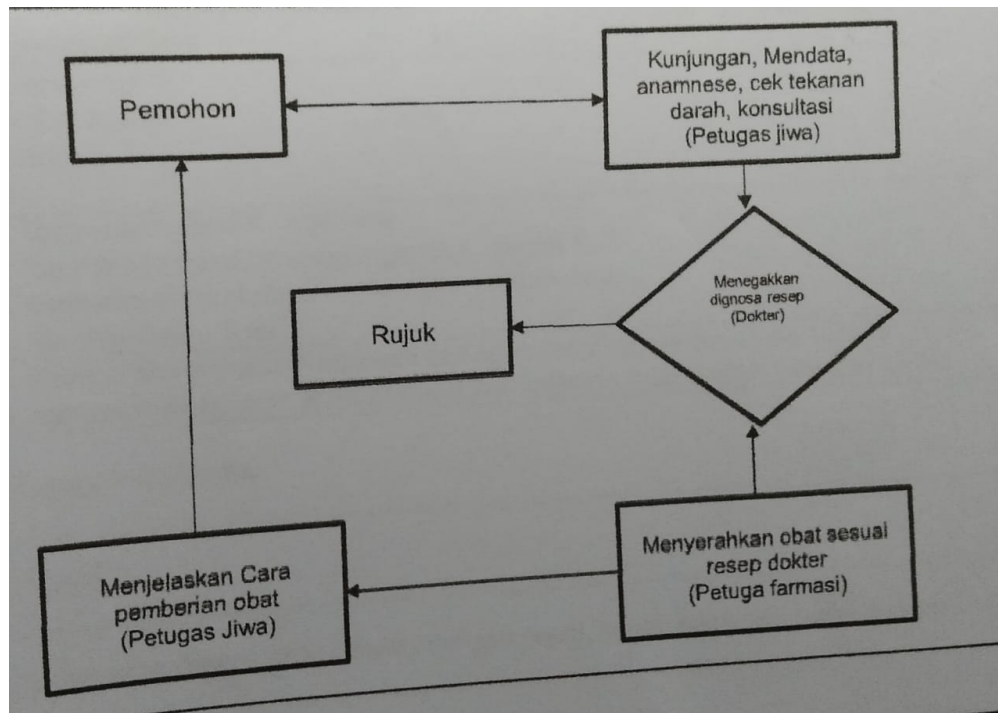 Pemohon
Kunjungan, Mendata,
anamnese, cek tekanan
darah, konsultasi
(Petugas jiwa)
Menegakkan
dignosa resep
(Dokter)
Rujuk
Menyerahkan obat sesuai
resep dokter
(Petuga farmasi)
Menjelaskan Cara
pemberian obat
(Petugas Jiwa)